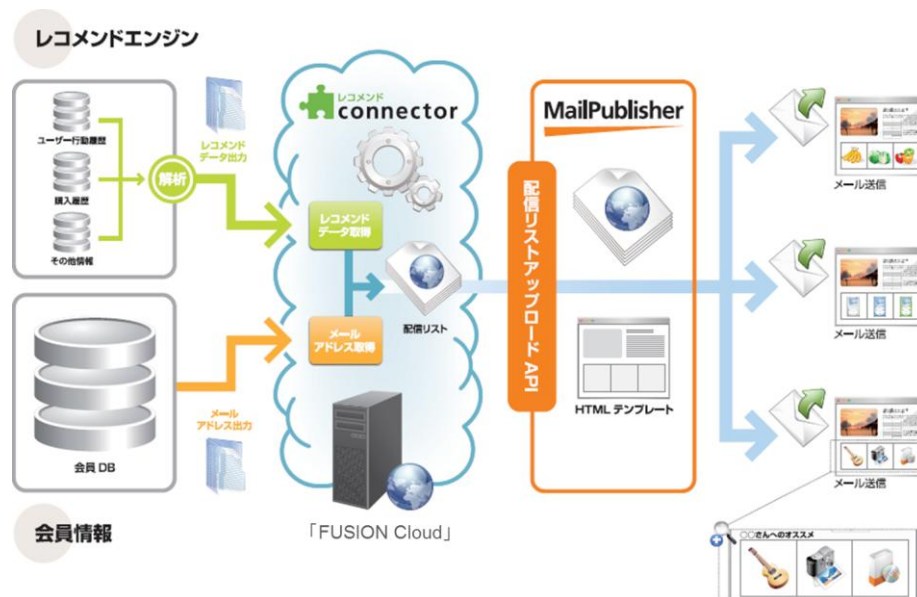 レコメンドエンジン
ユーザー行動履歴
購入履歴
その他情報
解析
レコメンド
データ出力
会員 DB
メール
アドレス出力
会員情報
レコメンド
connector
レコメンド
データ取得
メール
アドレス取得
配信リスト
「FUSION Cloud」
MailPublisher
配信リストアップロード API
HTML テンプレート
メール送信
メール送信
メール送信
○○さんへのオススメ